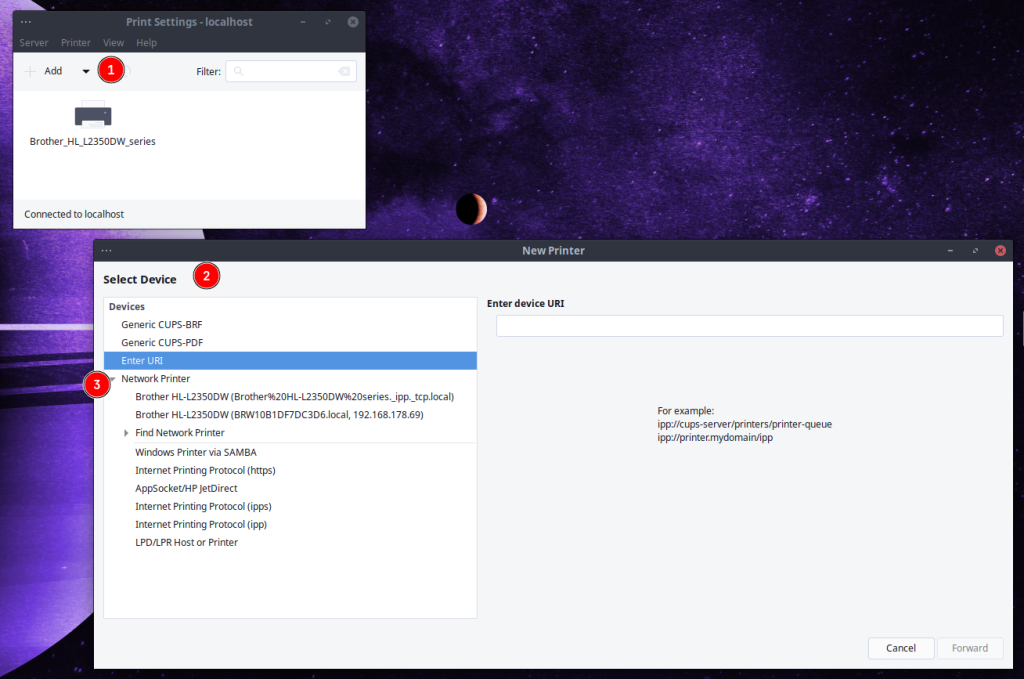 Print Settings - localhost
Server Printer View Help
Add 1 Filter:
Brother_HL_L2350DW_series
Connected to localhost
New Printer
Select Device 2
Devices
Enter device URI
Generic CUPS-BRF
Generic CUPS-PDF
Enter URI
3 Network Printer
Brother HL-L2350DW (Brother%20HL-L2350DW%20series._ipp._tcp.local)
Brother HL-L2350DW (BRW10B1DF7DC3D6.local, 192.168.178.69)
Find Network Printer
Windows Printer via SAMBA
Internet Printing Protocol (https)
AppSocket/HP JetDirect
Internet Printing Protocol (ipps)
Internet Printing Protocol (ipp)
LPD/LPR Host or Printer
For example:
ipp://cups-server/printers/printer-queue
ipp://printer.mydomain/ipp
Cancel Forward